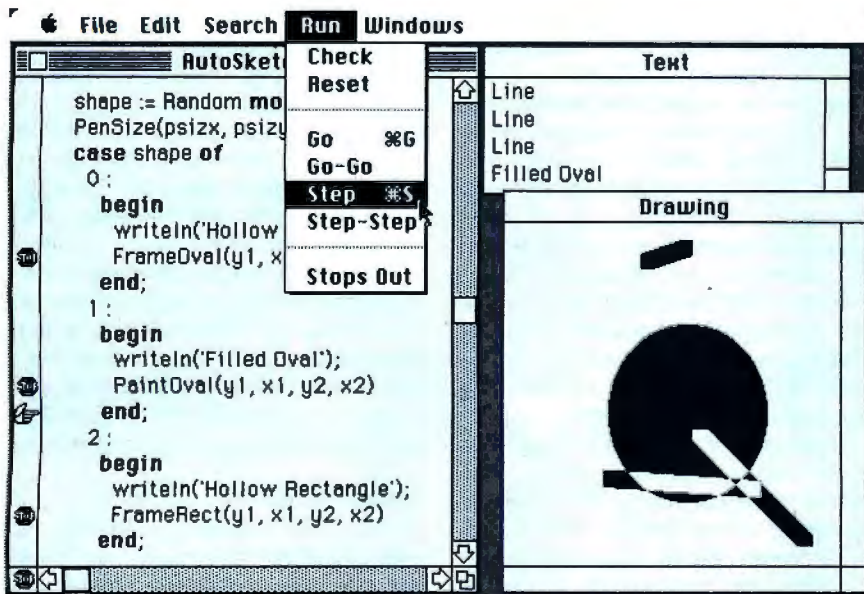 File Edit Search Run Windows
AutoSket
Check
Reset
Go ⌘G
Go-Go
Step ⌘S
Step-Step
Stops Out
shape := Random mo
PenSize(psizx, psizy
case shape of
0 :
begin
writeln('Hollow
FrameOval(y1, x
end;
1 :
begin
writeln('Filled Oval');
PaintOval(y1, x1, y2, x2)
end;
2 :
begin
writeln('Hollow Rectangle');
FrameRect(y1, x1, y2, x2)
end;
Text
Line
Line
Line
Filled Oval
Drawing